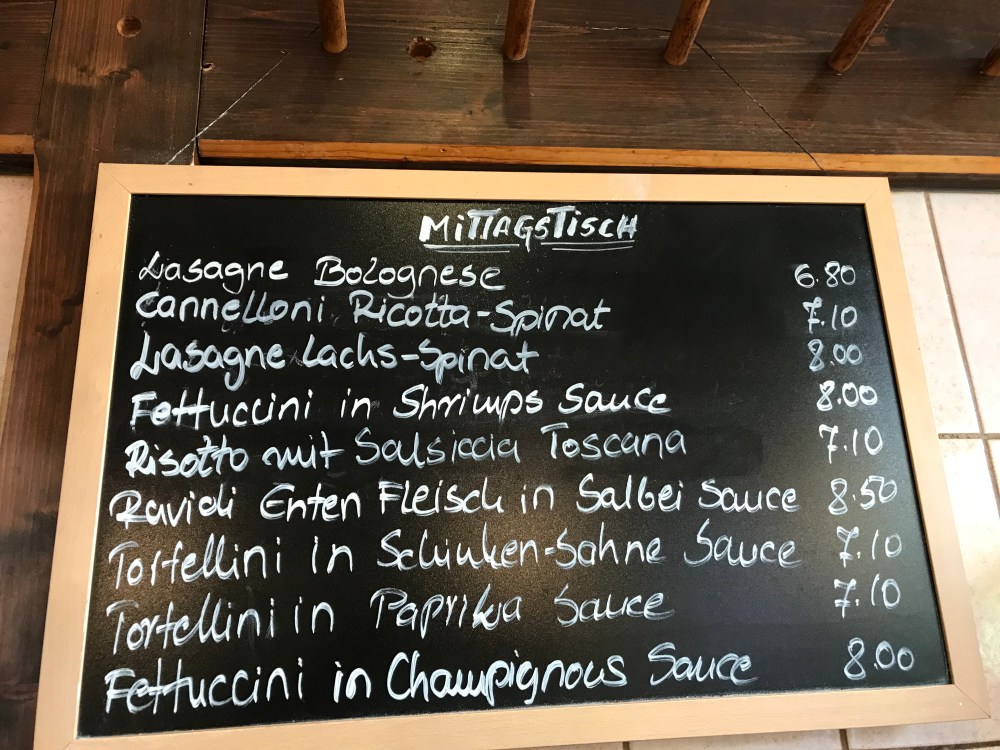 MiTTAGSTiSCH
Lasagne Bolognese 6.80
Cannelloni Ricotta-Spinat 7.10
Lasagne Lachs-Spinat 8.00
Fettuccini in Shrimps Sauce 8.00
Risotto mit Salsiccia Toscana 7.10
Ravioli Enten Fleisch in Salbei Sauce 8.50
Tortellini in Schinken-Sahne Sauce 7.10
Tortellini in Paprika Sauce 7.10
Fettuccini in Champignons Sauce 8.00